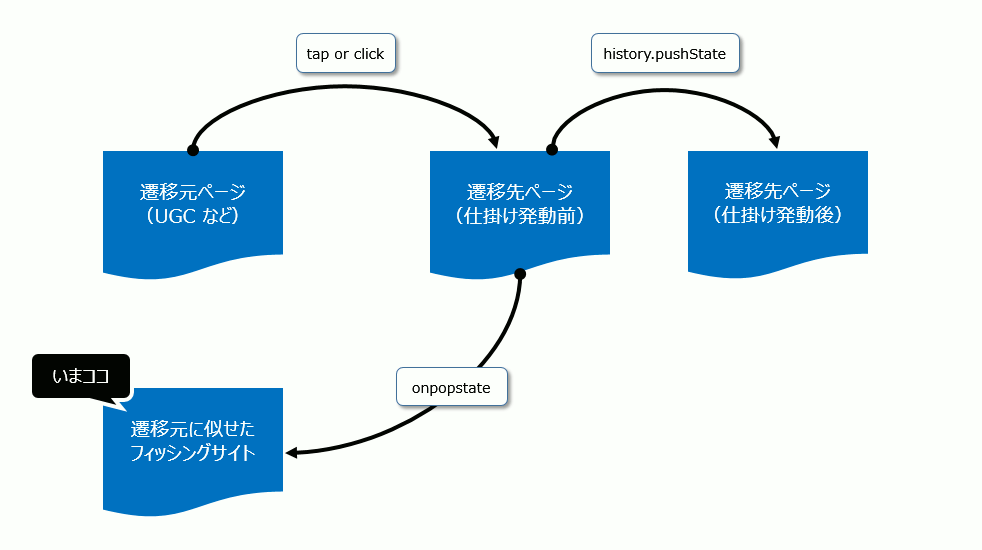 tap or click
history.pushState
遷移元ページ
（UGC など）
遷移先ページ
（仕掛け発動前）
遷移先ページ
（仕掛け発動後）
onpopstate
いまココ
遷移元に似せた
フィッシングサイト